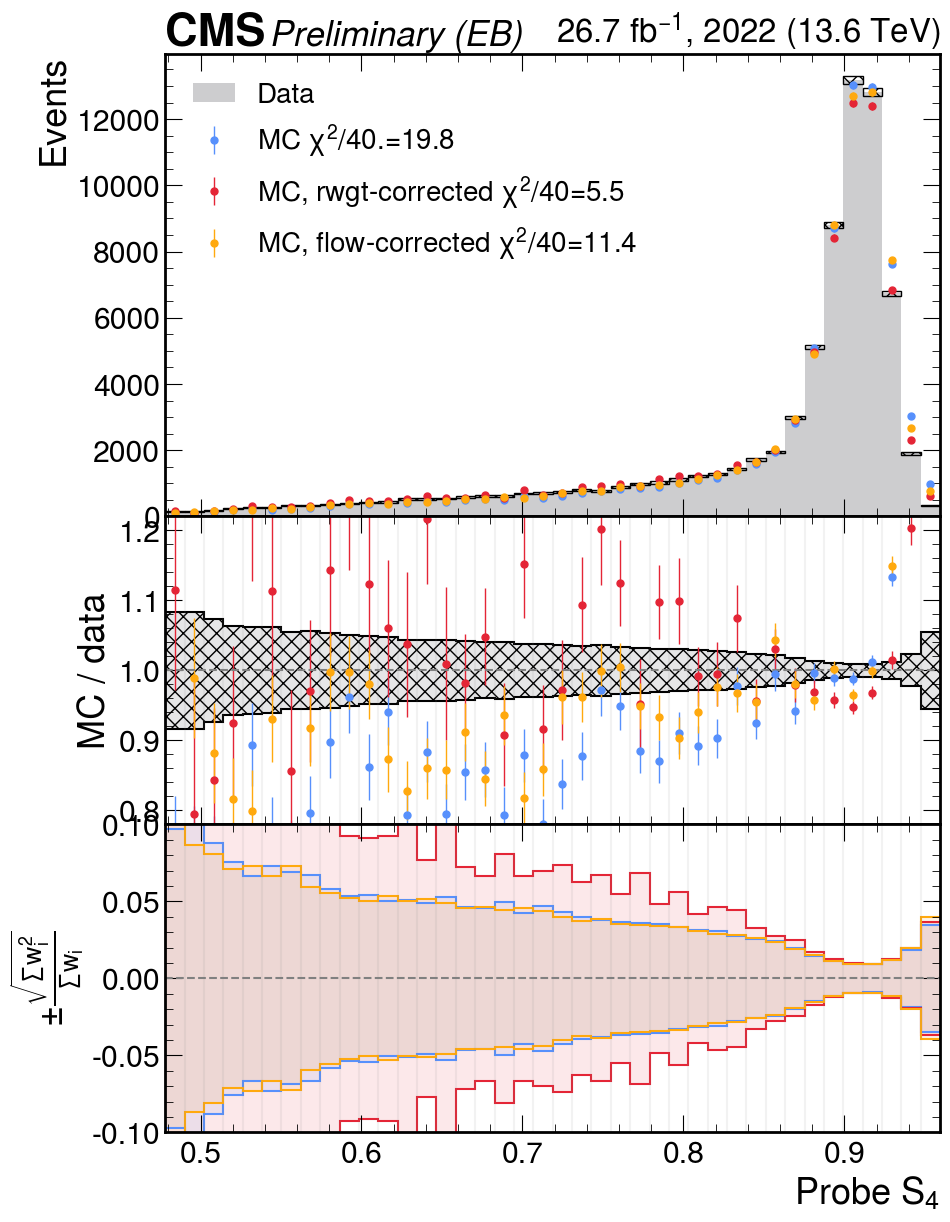 CMS Preliminary (EB) 26.7 fb⁻¹, 2022 (13.6 TeV)
Events
12000
10000
8000
6000
4000
2000
0
Data
MC χ²/40.=19.8
MC, rwgt-corrected χ²/40=5.5
MC, flow-corrected χ²/40=11.4
MC / data
1.2
1.1
1.0
0.9
0.8
±√Σwᵢ²/Σwᵢ
0.10
0.05
0.00
-0.05
-0.10
0.5 0.6 0.7 0.8 0.9
Probe S₄